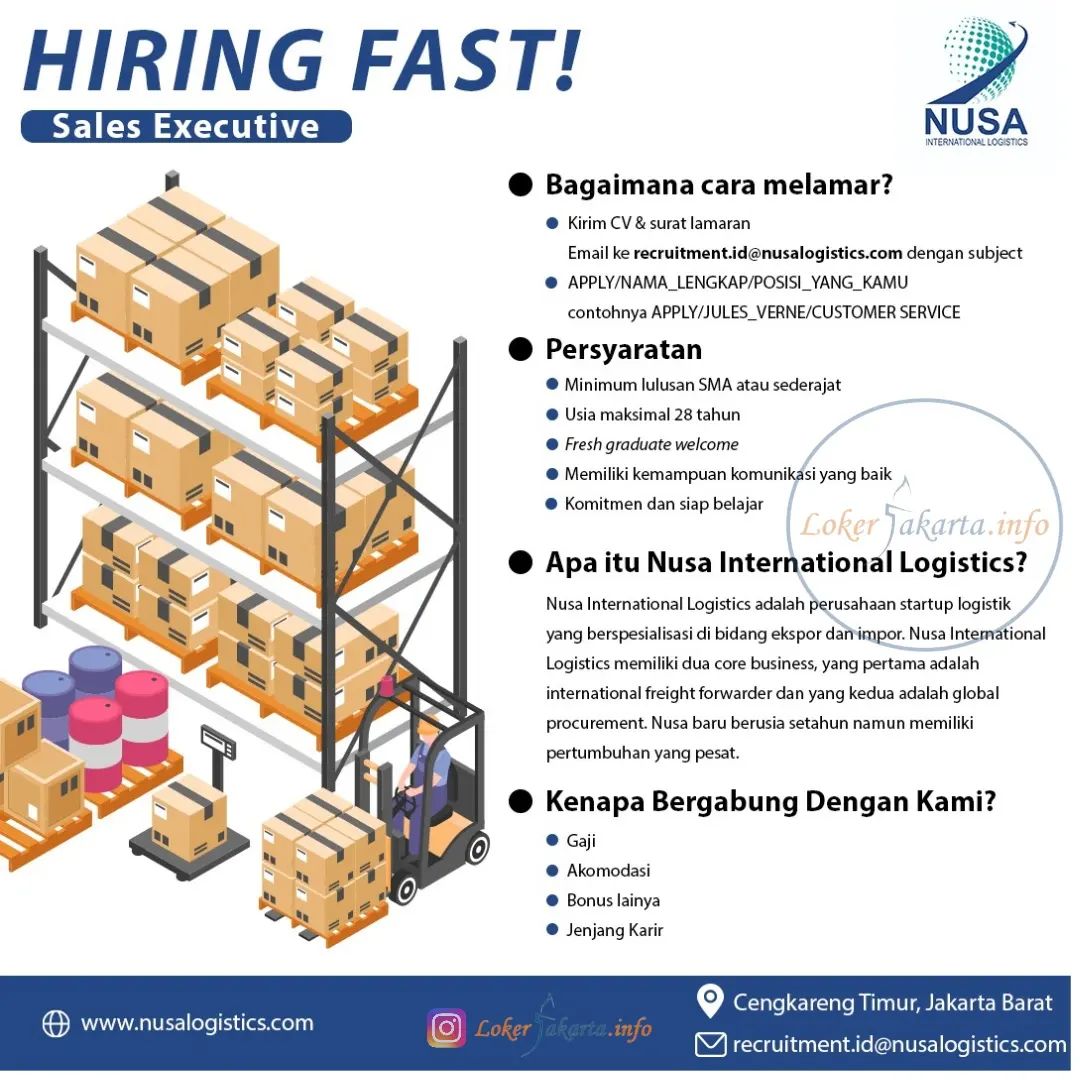 HIRING FAST!
Sales Executive
NUSA
INTERNATIONAL LOGISTICS
Bagaimana cara melamar?
Kirim CV & surat lamaran
Email ke recruitment.id@nusalogistics.com dengan subject
APPLY/NAMA_LENGKAP/POSISI_YANG_KAMU
contohnya APPLY/JULES_VERNE/CUSTOMER SERVICE
Persyaratan
Minimum lulusan SMA atau sederajat
Usia maksimal 28 tahun
Fresh graduate welcome
Memiliki kemampuan komunikasi yang baik
Komitmen dan siap belajar
Loker Jakarta.info
Apa itu Nusa International Logistics?
Nusa International Logistics adalah perusahaan startup logistik
yang berspesialisasi di bidang ekspor dan impor. Nusa International
Logistics memiliki dua core business, yang pertama adalah
international freight forwarder dan yang kedua adalah global
procurement. Nusa baru berusia setahun namun memiliki
pertumbuhan yang pesat.
Kenapa Bergabung Dengan Kami?
Gaji
Akomodasi
Bonus lainya
Jenjang Karir
www.nusalogistics.com
Loker Jakarta.info
Cengkareng Timur, Jakarta Barat
recruitment.id@nusalogistics.com